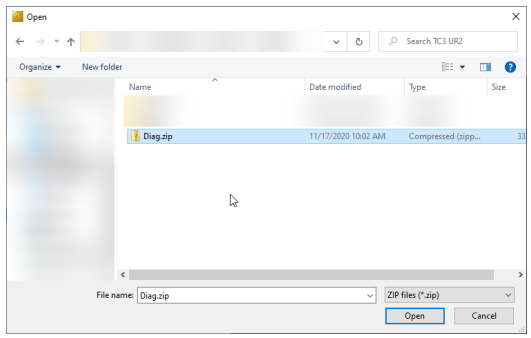 Open
Search TC3 UR2
Organize
New folder
Name
Date modified
Type
Size
Diag.zip
11/17/2020 10:02 AM
Compressed (zipp...
33
File name:
Diag.zip
ZIP files (*.zip)
Open
Cancel